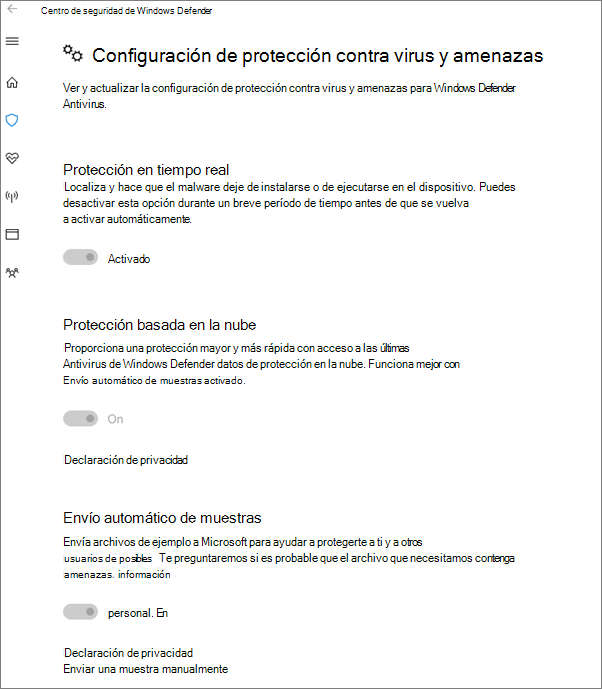 Centro de seguridad de Windows Defender
Configuración de protección contra virus y amenazas
Ver y actualizar la configuración de protección contra virus y amenazas para Windows Defender
Antivirus.
Protección en tiempo real
Localiza y hace que el malware deje de instalarse o de ejecutarse en el dispositivo. Puedes
desactivar esta opción durante un breve período de tiempo antes de que se vuelva
a activar automáticamente.
Activado
Protección basada en la nube
Proporciona una protección mayor y más rápida con acceso a las últimas
Antivirus de Windows Defender datos de protección en la nube. Funciona mejor con
Envío automático de muestras activado.
On
Declaración de privacidad
Envío automático de muestras
Envía archivos de ejemplo a Microsoft para ayudar a protegerte a ti y a otros
usuarios de posibles Te preguntaremos si es probable que el archivo que necesitamos contenga
amenazas. información
personal. En
Declaración de privacidad
Enviar una muestra manualmente